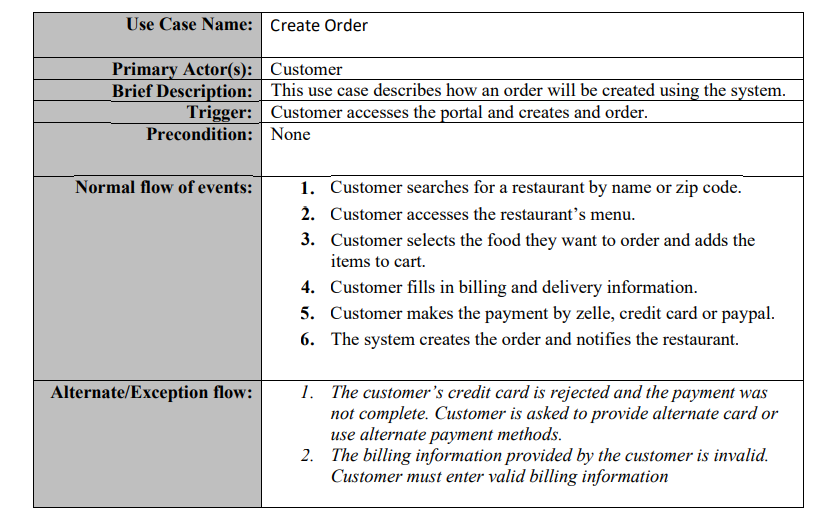 Use Case Name: Create Order
Primary Actor(s): Customer
Brief Description: This use case describes how an order will be created using the system.
Trigger: Customer accesses the portal and creates and order.
Precondition: None
Normal flow of events: 1. Customer searches for a restaurant by name or zip code.
2. Customer accesses the restaurant’s menu.
3. Customer selects the food they want to order and adds the
items to cart.
4. Customer fills in billing and delivery information.
5. Customer makes the payment by zelle, credit card or paypal.
6. The system creates the order and notifies the restaurant.
Alternate/Exception flow: 1. The customer’s credit card is rejected and the payment was
not complete. Customer is asked to provide alternate card or
use alternate payment methods.
2. The billing information provided by the customer is invalid.
Customer must enter valid billing information